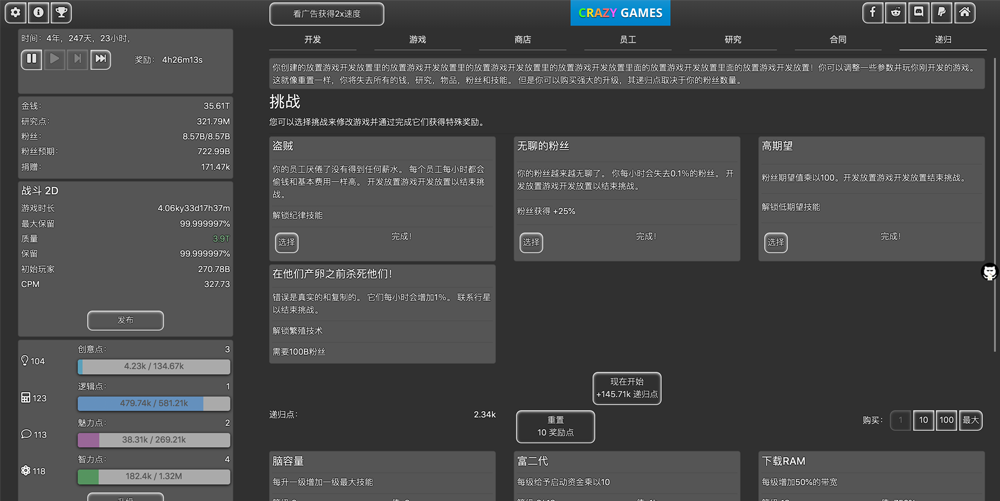 看广告获得2x速度
CRAZY GAMES
时间：4年，247天，23小时，
奖励： 4h26m13s
金钱： 35.61T
研究点： 321.79M
粉丝： 8.57B/8.57B
粉丝预期： 722.99B
捐赠： 171.47k
战斗 2D
游戏时长 4.06ky33d17h37m
最大保留 99.999997%
质量 3.9T
保留 99.999997%
初始玩家 270.78B
CPM 327.73
发布
创意点： 3
104
4.23k / 134.67k
逻辑点： 1
123
479.74k / 581.21k
魅力点： 2
113
38.31k / 269.21k
智力点： 4
118
182.4k / 1.32M
开发 游戏 商店 员工 研究 合同 递归
你创建的放置游戏开发放置里的放置游戏开发放置里的放置游戏开发放置里面的放置游戏开发放置里面的放置游戏开发放置！你可以调整一些参数并玩你刚开发的游戏。
这就像重置一样，你将失去所有的钱，研究，物品，粉丝和技能。 但是你可以购买强大的升级，其递归点取决于你的粉丝数量。
挑战
您可以选择挑战来修改游戏并通过完成它们获得特殊奖励。
盗贼
你的员工厌倦了没有得到任何薪水。 每个员工每小时都会
偷钱和基本费用一样高。 开发放置游戏开发放置以结束挑
战。
解锁纪律技能
选择
完成！
无聊的粉丝
你的粉丝越来越无聊了。 你每小时会失去0.1%的粉丝。 开
发放置游戏开发放置以结束挑战。
粉丝获得 +25%
选择
完成！
高期望
粉丝期望值乘以100。开发放置游戏开发放置结束挑战。
解锁低期望技能
选择
完成！
在他们产卵之前杀死他们！
错误是真实的和复制的。 它们每小时会增加1%。 联系行星
以结束挑战。
解锁繁殖技术
需要100B粉丝
现在开始
+145.71k 递归点
递归点： 2.34k
重置
10 奖励点
购买： 1 10 100 最大
脑容量
每升一级增加一级最大技能
富二代
每级给予启动资金乘以10
下载RAM
每级增加50%的带宽